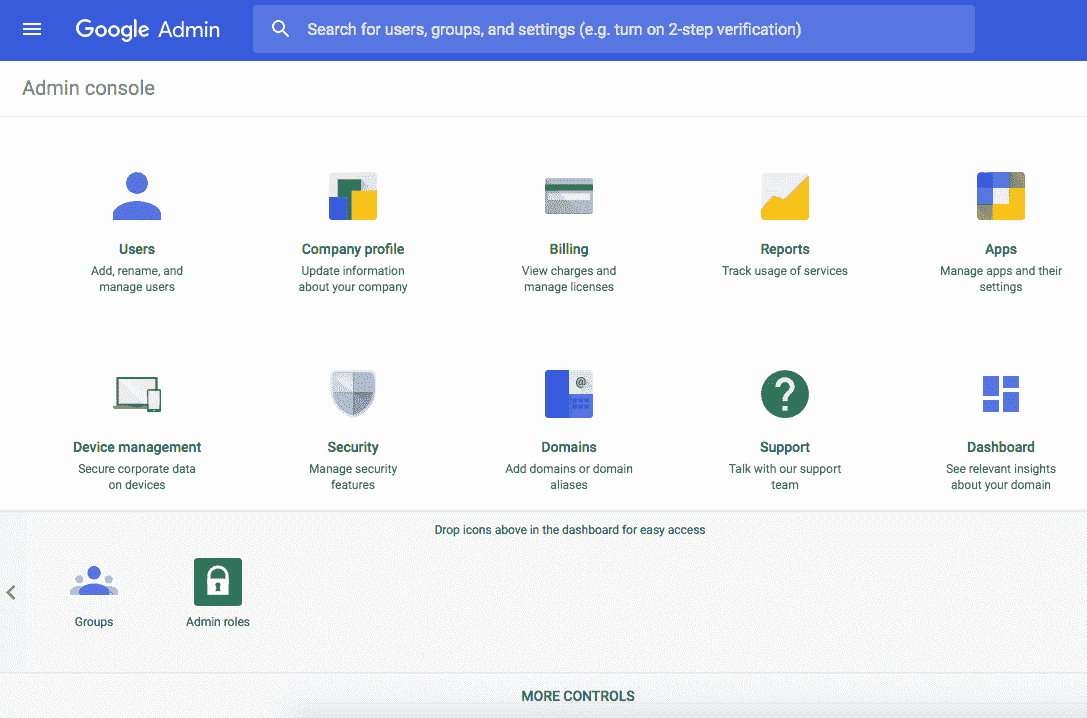 Google Admin
Search for users, groups, and settings (e.g. turn on 2-step verification)
Admin console
Users
Add, rename, and
manage users
Company profile
Update information
about your company
Billing
View charges and
manage licenses
Reports
Track usage of services
Apps
Manage apps and their
settings
Device management
Secure corporate data
on devices
Security
Manage security
features
Domains
@
Add domains or domain
aliases
?
Support
Talk with our support
team
Dashboard
See relevant insights
about your domain
Drop icons above in the dashboard for easy access
Groups
Admin roles
MORE CONTROLS